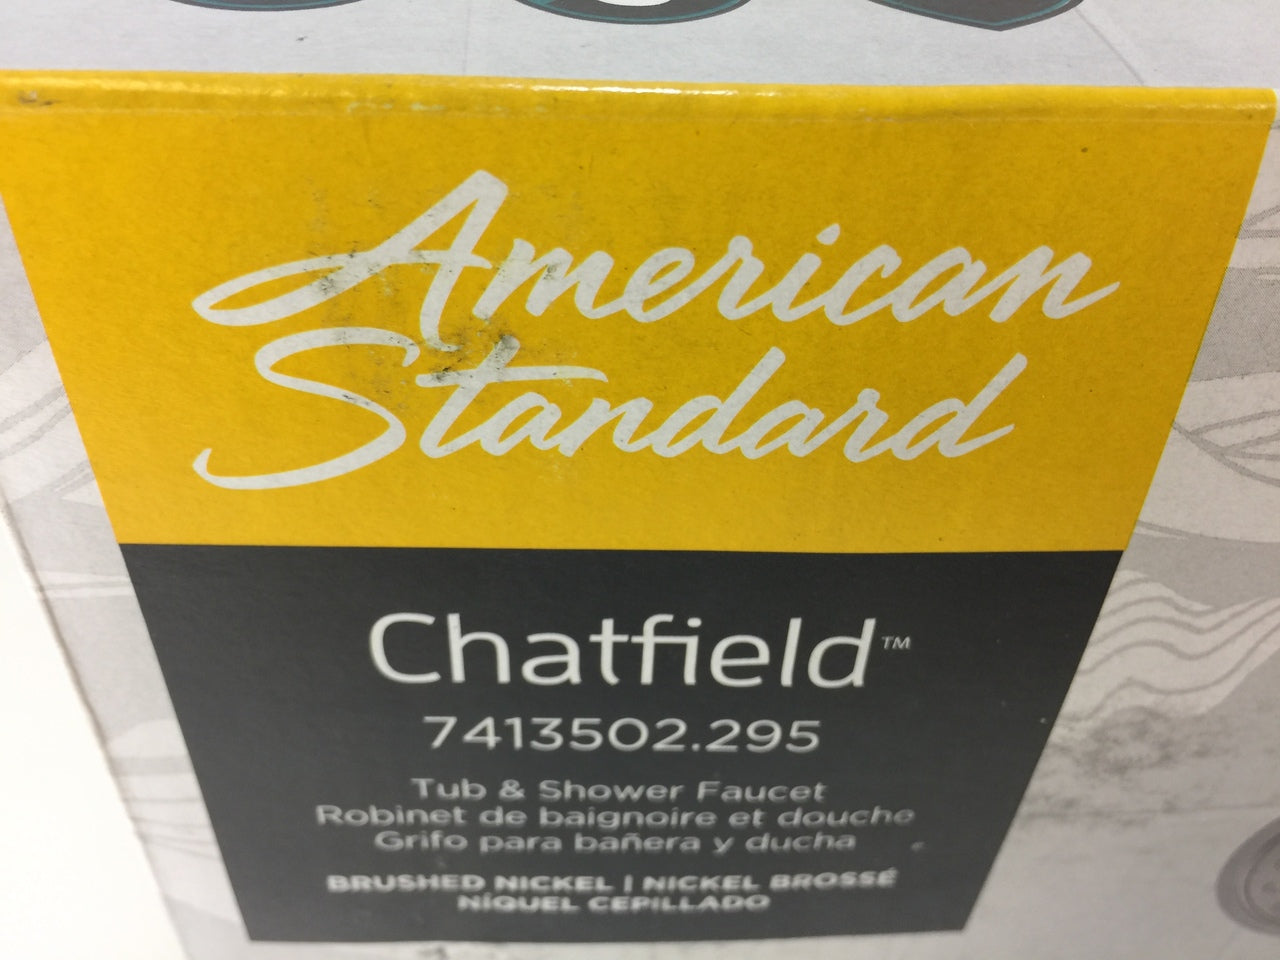 American
Standard
Chatfield™
7413502.295
Tub & Shower Faucet
Robinet de baignoire et douche
Grifo para bañera y ducha
BRUSHED NICKEL | NICKEL BROSSÉ
NÍQUEL CEPILLADO